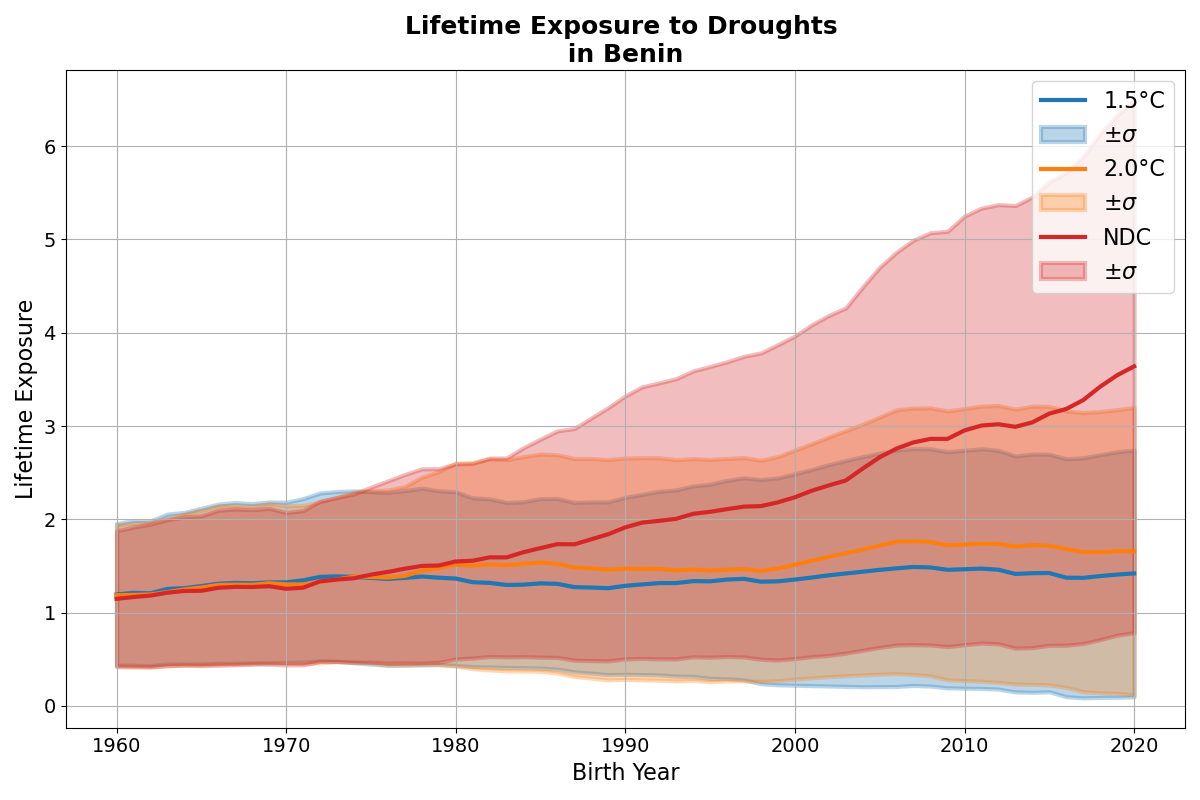 Lifetime Exposure to Droughts
in Benin
1.5°C
±σ
2.0°C
±σ
NDC
±σ
Lifetime Exposure
6
5
4
3
2
1
0
1960 1970 1980 1990 2000 2010 2020
Birth Year